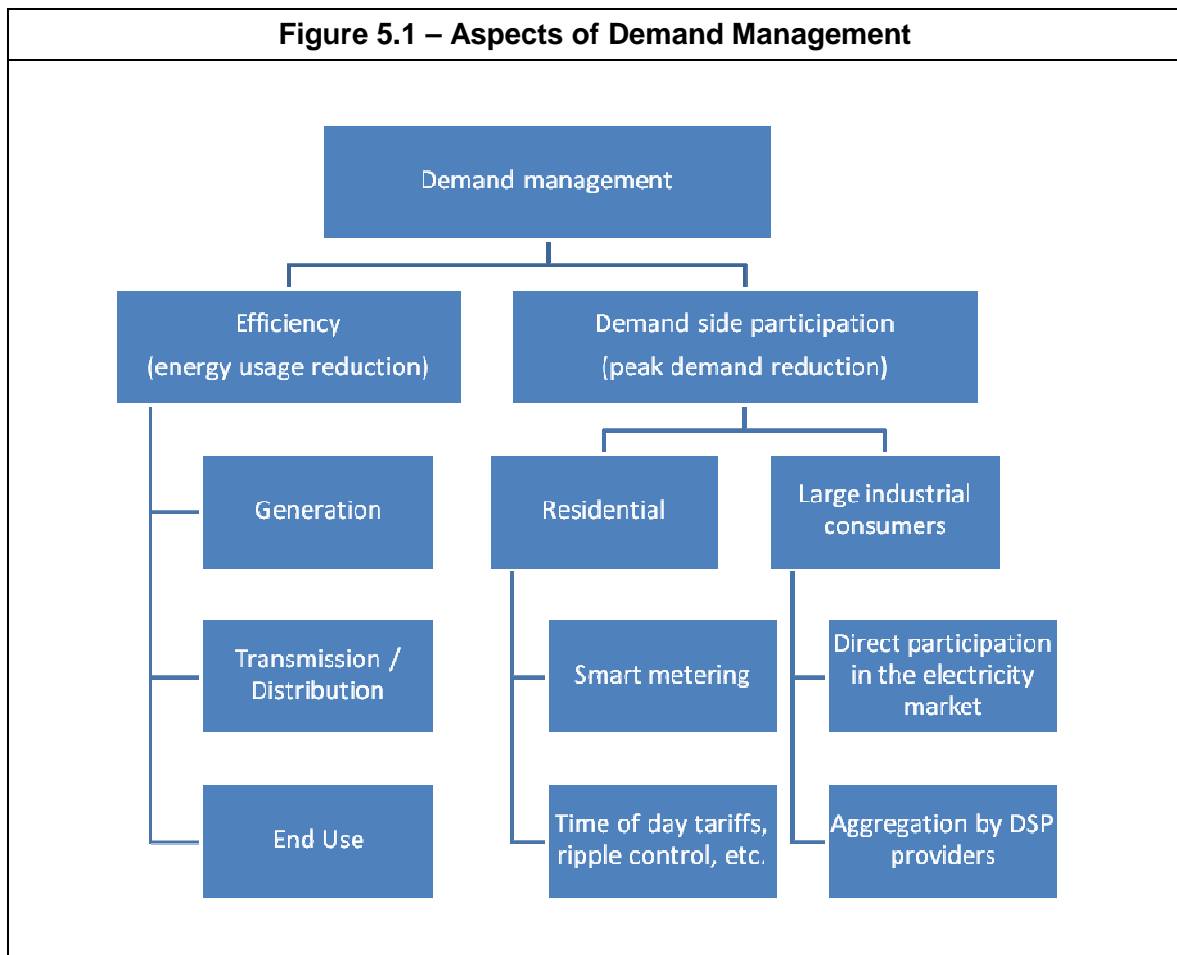 Figure 5.1 – Aspects of Demand Management
Demand management
Efficiency
(energy usage reduction)
Demand side participation
(peak demand reduction)
Generation
Transmission /
Distribution
End Use
Residential
Smart metering
Time of day tariffs,
ripple control, etc.
Large industrial
consumers
Direct participation
in the electricity
market
Aggregation by DSP
providers